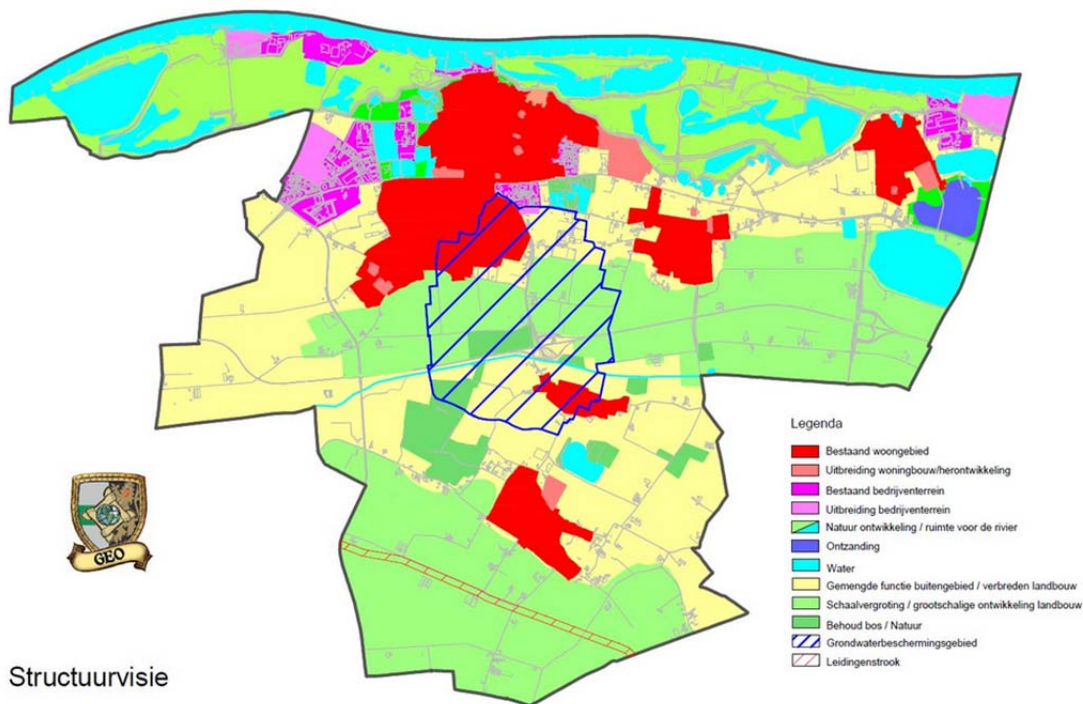 Legenda
Bestaand woongebied
Uitbreiding woningbouw/herontwikkeling
Bestaand bedrijventerrein
Uitbreiding bedrijventerrein
Natuur ontwikkeling / ruimte voor de rivier
Ontzanding
Water
Gemengde functie buitengebied / verbreden landbouw
Schaalvergroting / grootschalige ontwikkeling landbouw
Behoud bos / Natuur
Grondwaterbeschermingsgebied
Leidingenstrook
GEO
Structuurvisie